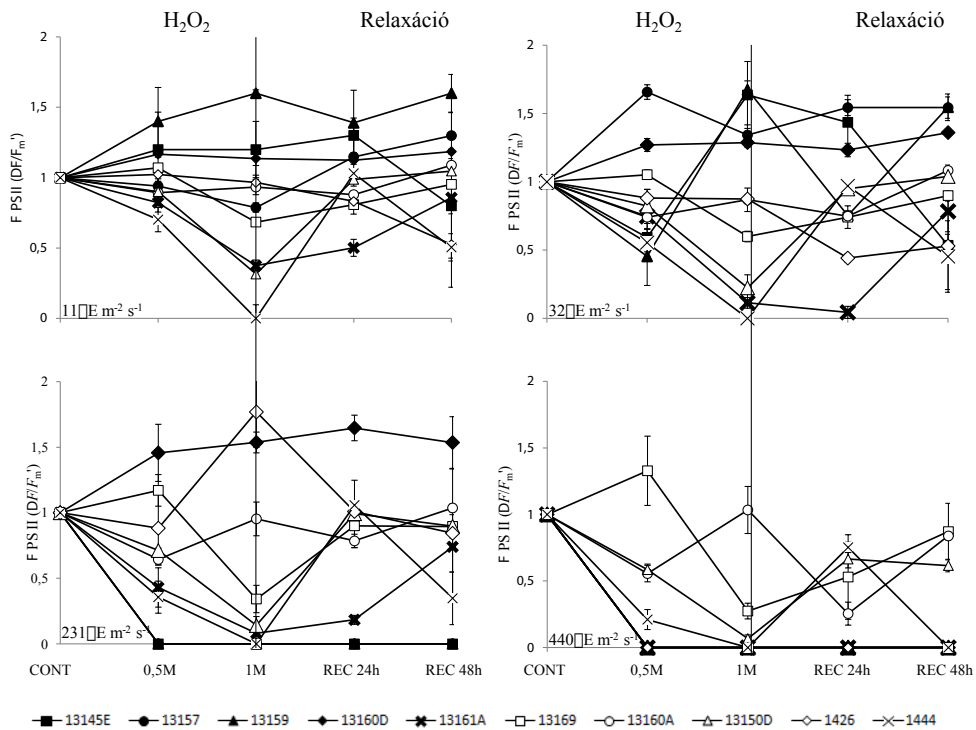 H₂O₂ Relaxáció
H₂O₂ Relaxáció
2
1,5
1
0,5
0
F PSII (DF/Fₘ')
11▯E m⁻² s⁻¹
2
1,5
1
0,5
0
F PSII (DF/Fₘ')
32▯E m⁻² s⁻¹
2
1,5
1
0,5
0
F PS II (DF/Fₘ')
231▯E m⁻² s⁻¹
CONT 0,5M 1M REC 24h REC 48h
2
1,5
1
0,5
0
F PS II (DF/Fₘ')
440▯E m⁻² s⁻¹
CONT 0,5M 1M REC 24h REC 48h
13145E 13157 13159 13160D 13161A 13169 13160A 13150D 1426 1444